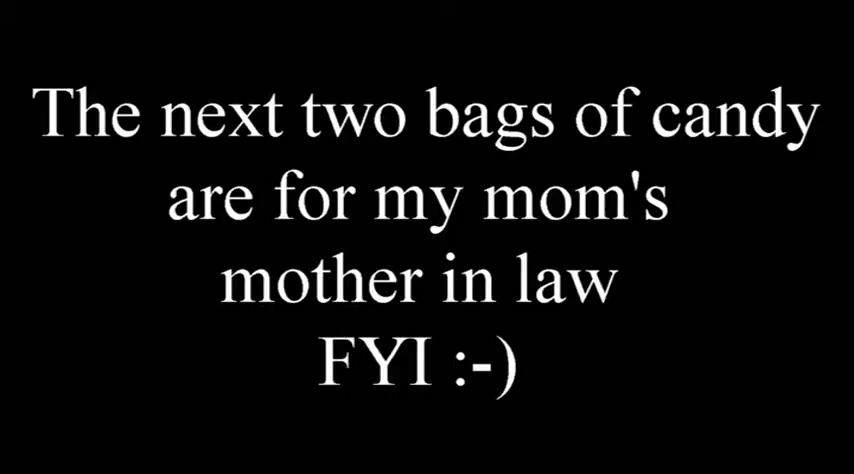 The next two bags of candy
are for my mom's
mother in law
FYI :-)